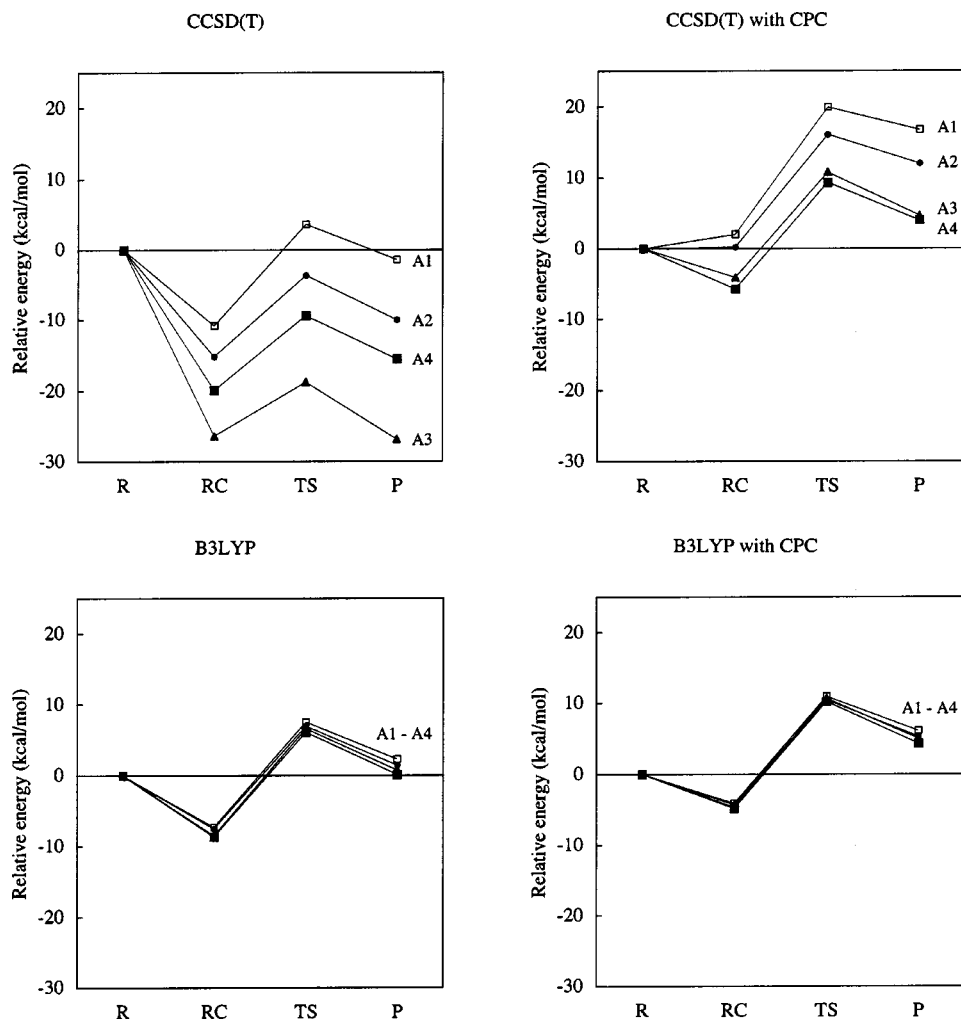 CCSD(T)
Relative energy (kcal/mol)
20
10
0
-10
-20
-30
R RC TS P
A1
A2
A4
A3
CCSD(T) with CPC
Relative energy (kcal/mol)
20
10
0
-10
-20
-30
R RC TS P
A1
A2
A3
A4
B3LYP
Relative energy (kcal/mol)
20
10
0
-10
-20
-30
R RC TS P
A1 - A4
B3LYP with CPC
Relative energy (kcal/mol)
20
10
0
-10
-20
-30
R RC TS P
A1 - A4